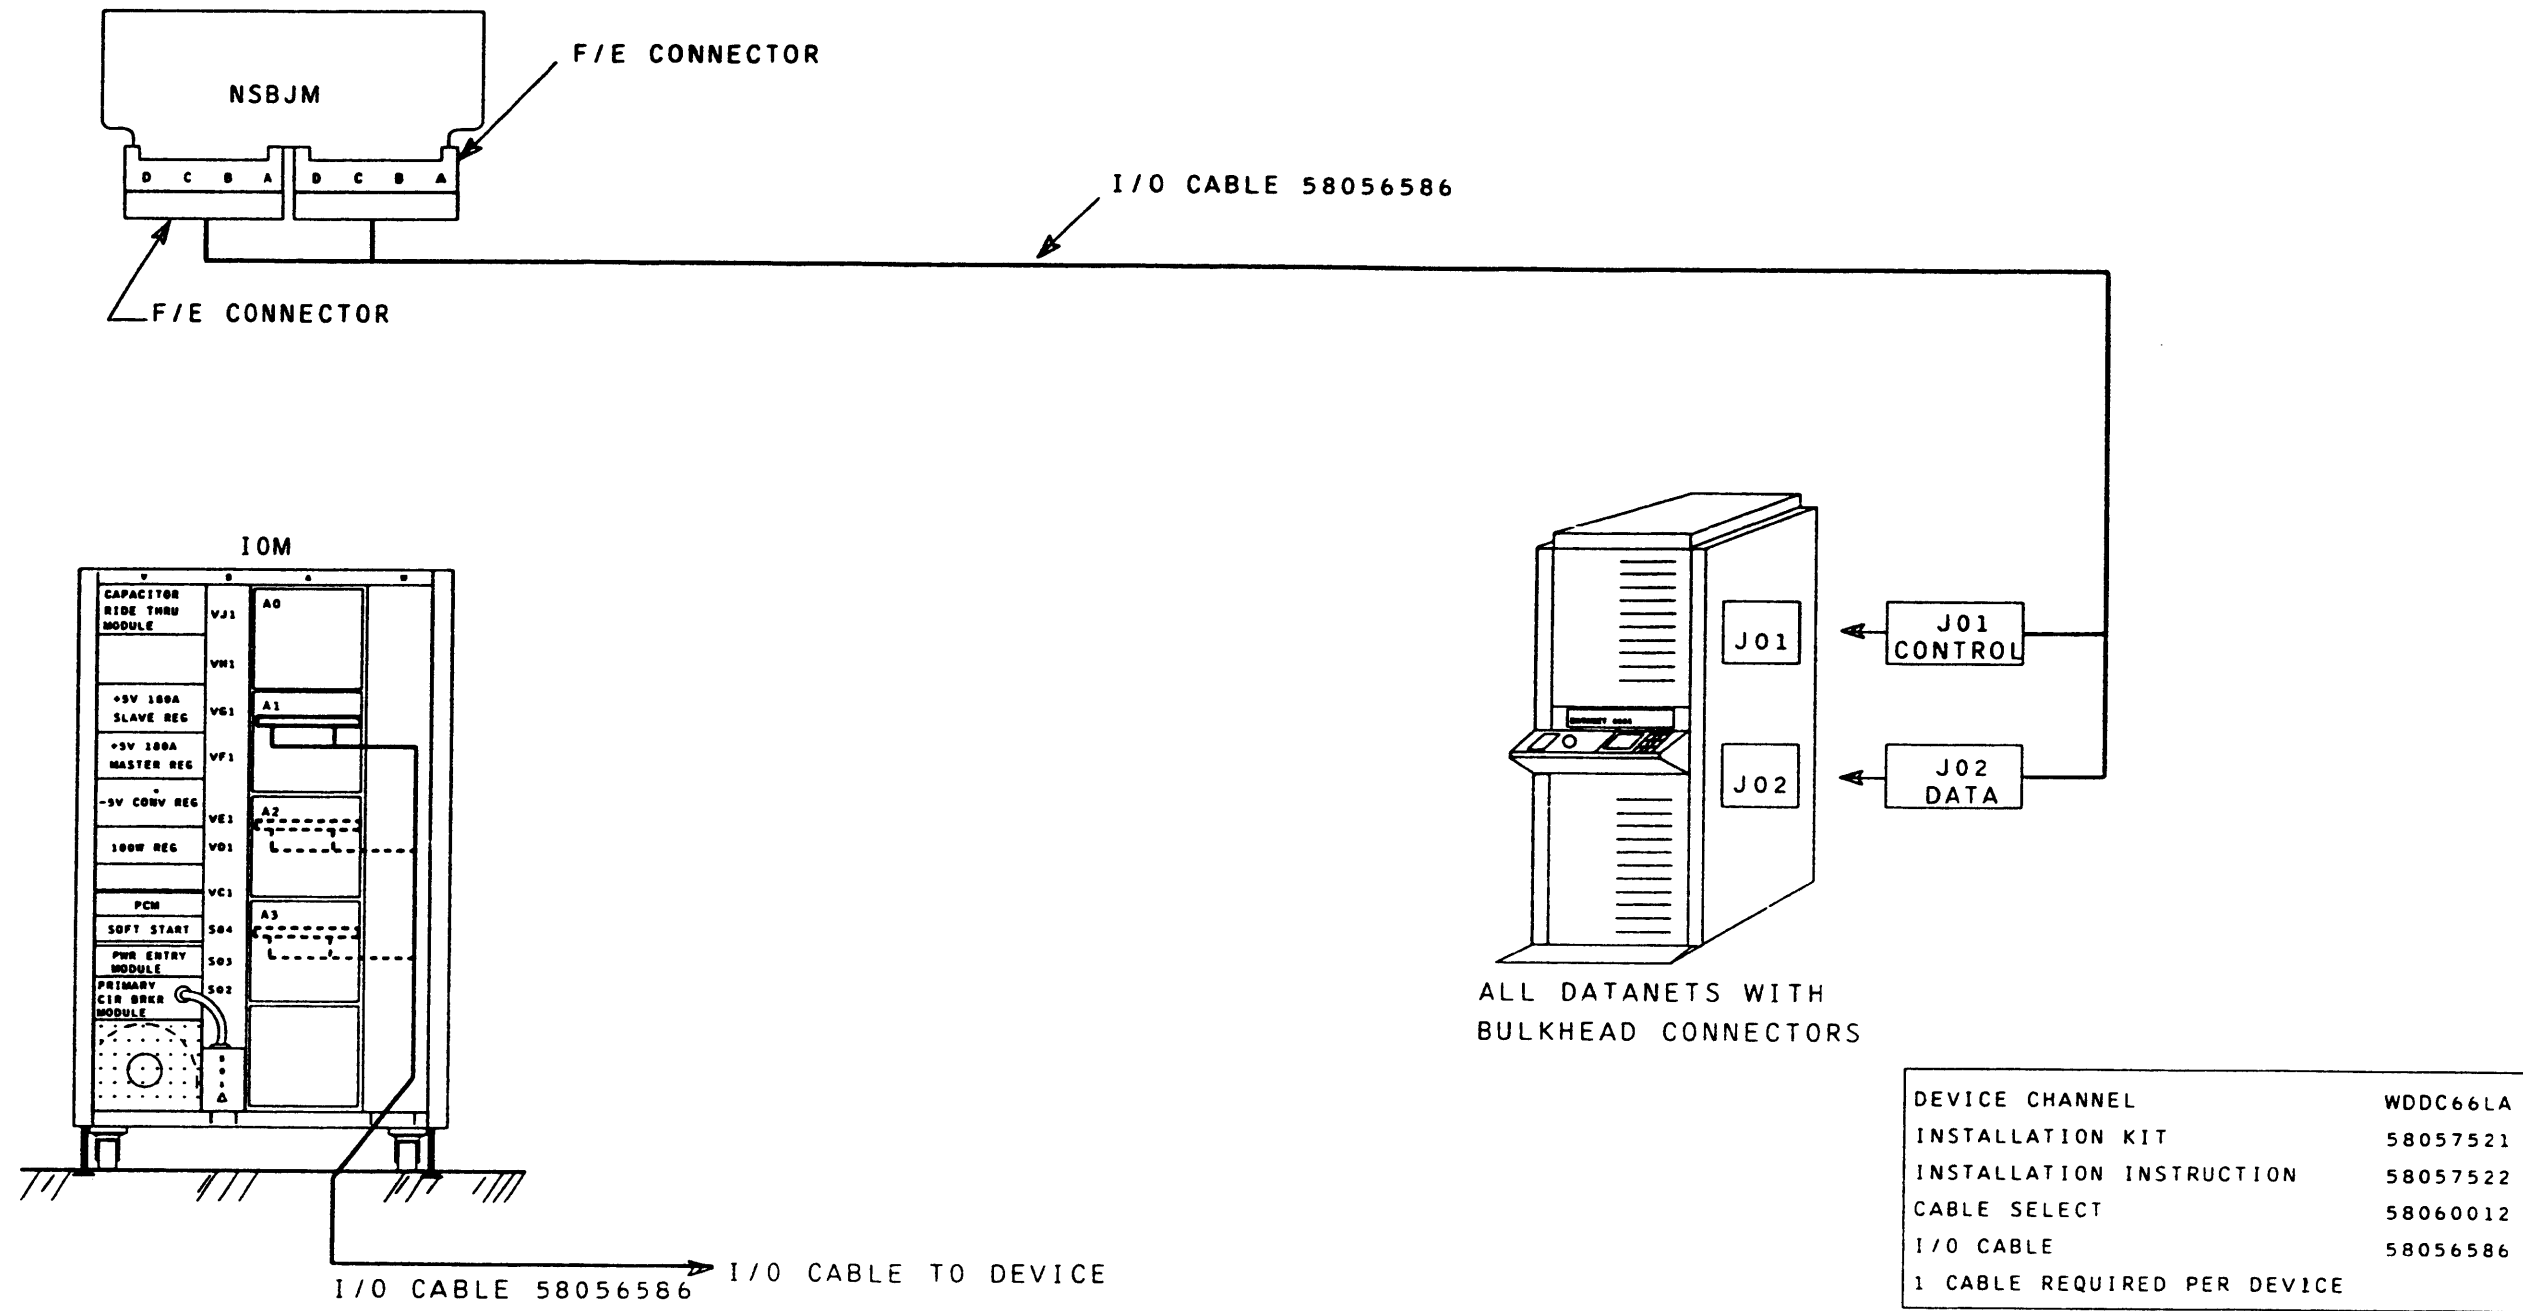 F/E CONNECTOR
NSBJM
D C B A D C B A
I/O CABLE 58056586
F/E CONNECTOR
IOM
CAPACITOR
RIDE THRU
MODULE
VJ1
A0
VH1
+5V 180A
SLAVE REG
VG1
A1
+5V 180A
MASTER REG
VF1
-5V CONV REG
VE1
A2
100W REG
VD1
VC1
PCM
A3
SOFT START
S04
PWR ENTRY
MODULE
S03
PRIMARY
CIR BRKR
MODULE
S02
I/O CABLE 58056586
I/O CABLE TO DEVICE
J01
J01
CONTROL
J02
J02
DATA
ALL DATANETS WITH
BULKHEAD CONNECTORS
DEVICE CHANNEL WDDC66LA
INSTALLATION KIT 58057521
INSTALLATION INSTRUCTION 58057522
CABLE SELECT 58060012
I/O CABLE 58056586
1 CABLE REQUIRED PER DEVICE